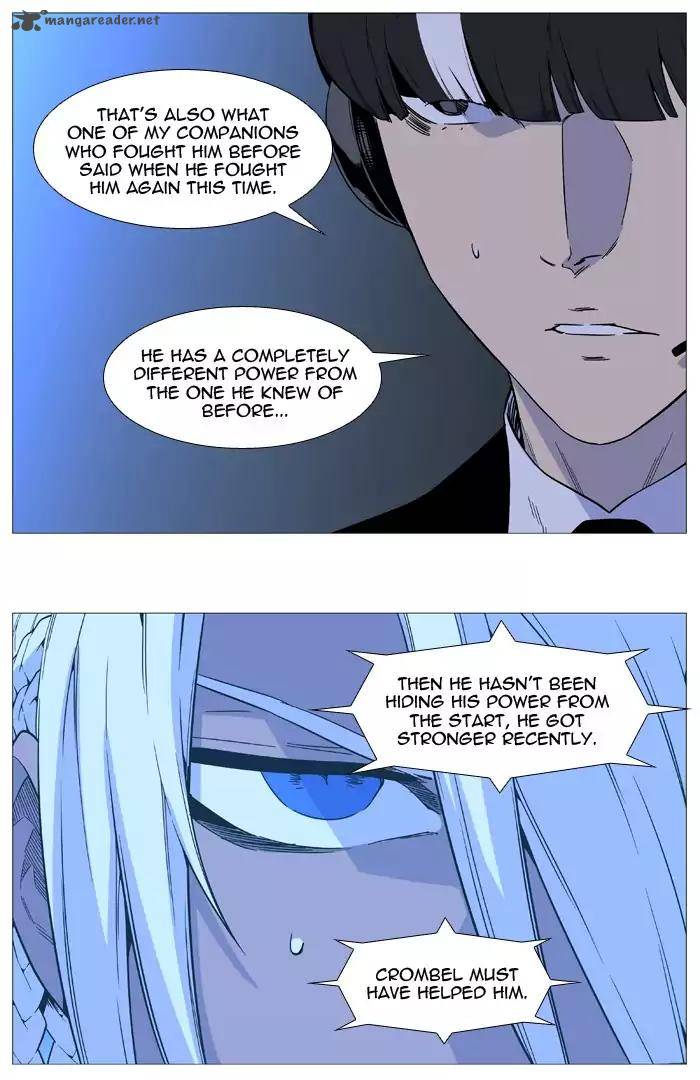 mangareader.net
THAT'S ALSO WHAT
ONE OF MY COMPANIONS
WHO FOUGHT HIM BEFORE
SAID WHEN HE FOUGHT
HIM AGAIN THIS TIME.
HE HAS A COMPLETELY
DIFFERENT POWER FROM
THE ONE HE KNEW OF
BEFORE...
THEN HE HASN'T BEEN
HIDING HIS POWER FROM
THE START, HE GOT
STRONGER RECENTLY.
CROMBEL MUST
HAVE HELPED HIM.